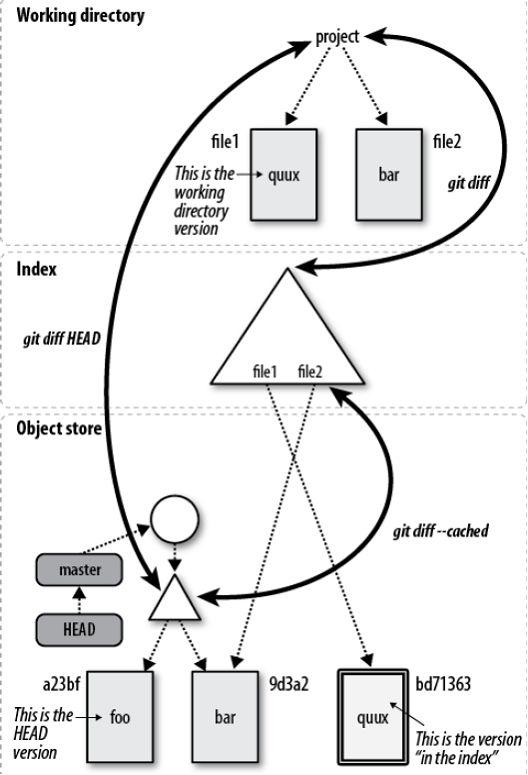 Working directory
project
file1
file2
This is the
working
directory
version
quux
bar
git diff
Index
git diff HEAD
file1
file2
Object store
git diff --cached
master
HEAD
a23bf
9d3a2
bd71363
This is the
HEAD
version
foo
bar
quux
This is the version
“in the index”